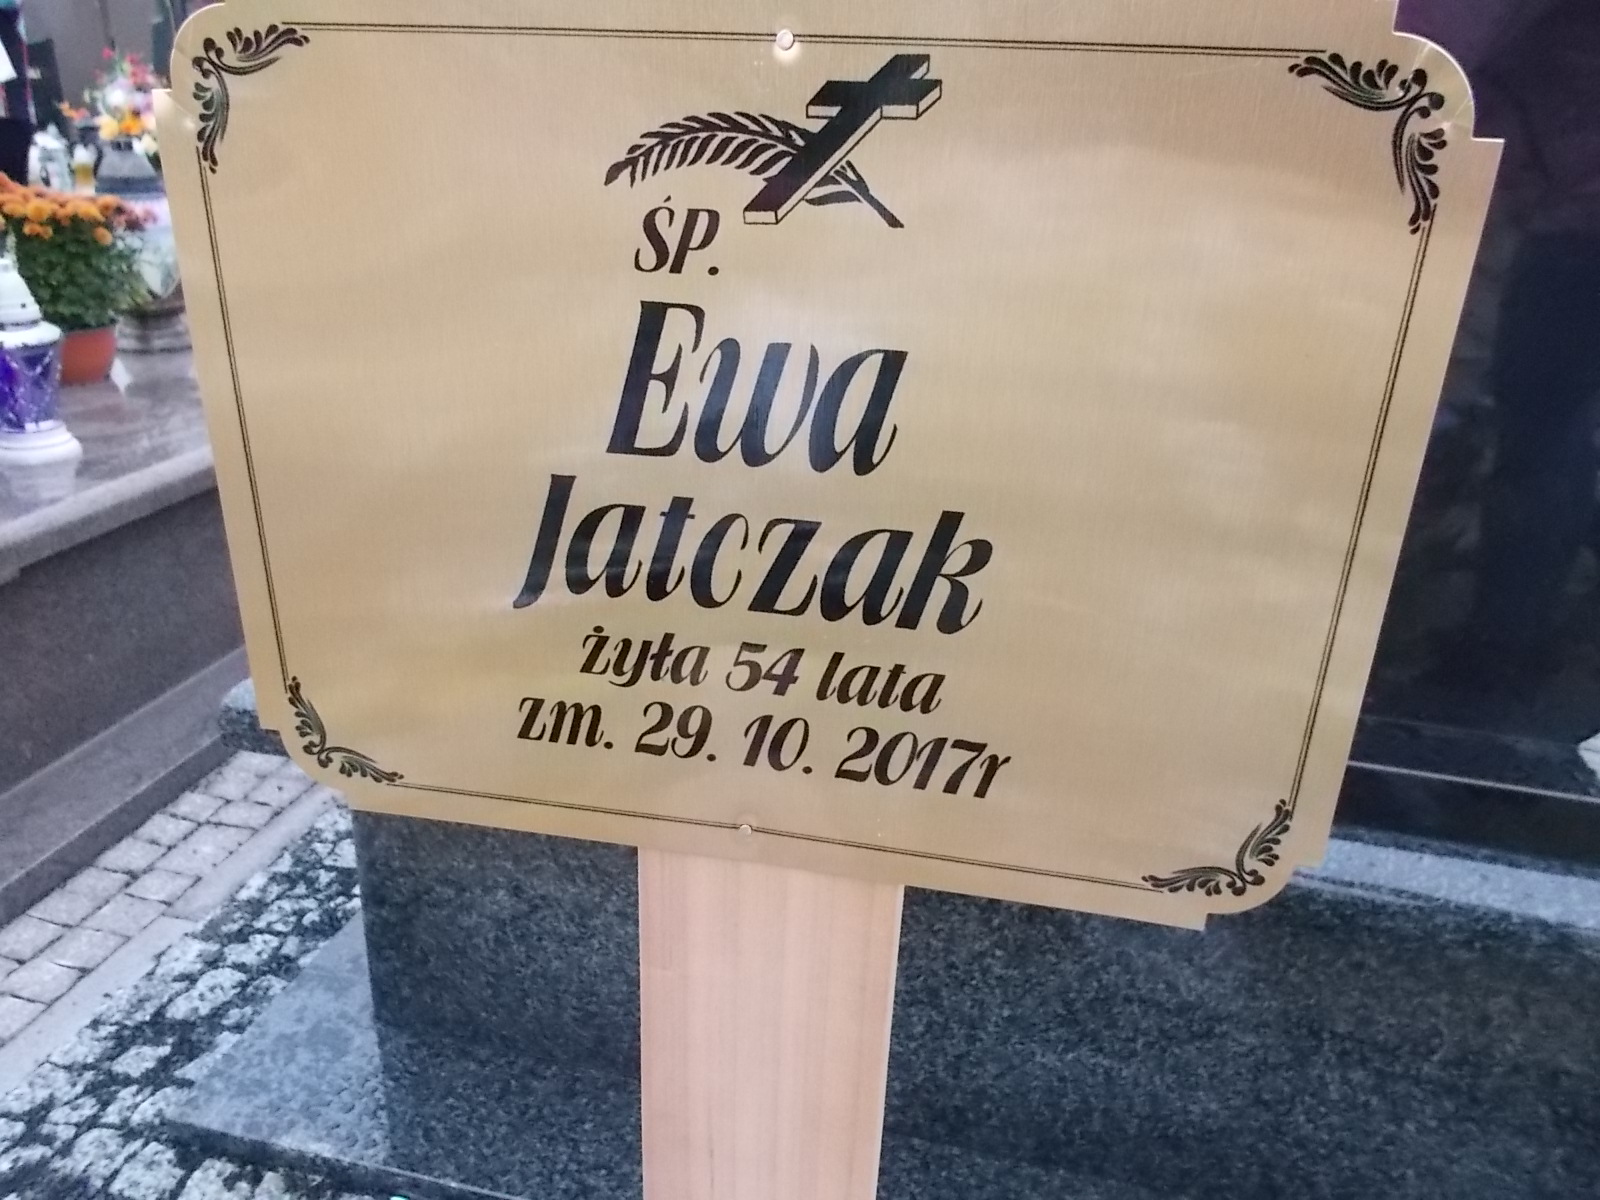 ŚP.
Ewa
Jatczak
żyła 54 lata
zm. 29. 10. 2017r